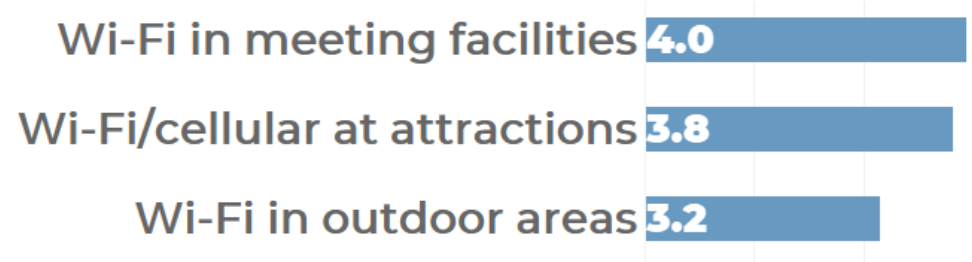 Wi-Fi in meeting facilities 4.0
Wi-Fi/cellular at attractions 3.8
Wi-Fi in outdoor areas 3.2